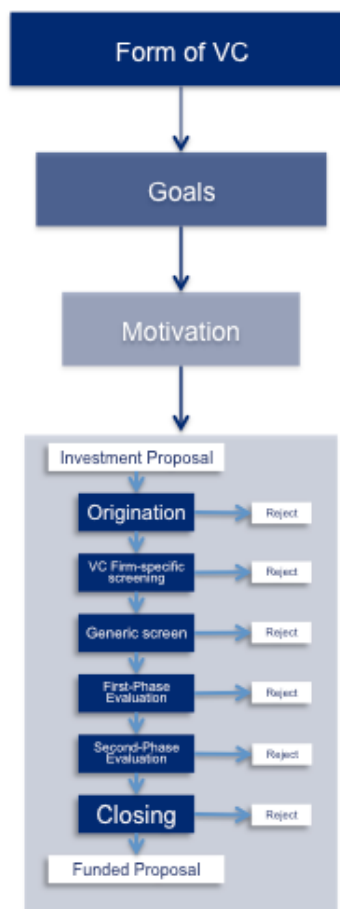 Form of VC
Goals
Motivation
Investment Proposal
Origination
Reject
VC Firm-specific
screening
Reject
Generic screen
Reject
First-Phase
Evaluation
Reject
Second-Phase
Evaluation
Reject
Closing
Reject
Funded Proposal